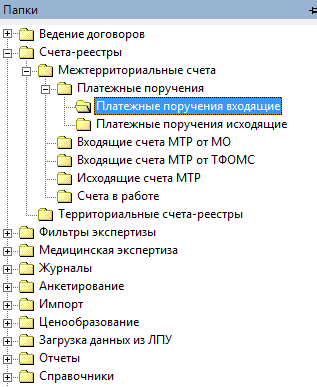 Папки
Ведение договоров
Счета-реестры
Межтерриториальные счета
Платежные поручения
Платежные поручения входящие
Платежные поручения исходящие
Входящие счета МТР от МО
Входящие счета МТР от ТФОМС
Исходящие счета МТР
Счета в работе
Территориальные счета-реестры
Фильтры экспертизы
Медицинская экспертиза
Журналы
Анкетирование
Импорт
Ценообразование
Загрузка данных из ЛПУ
Отчеты
Справочники